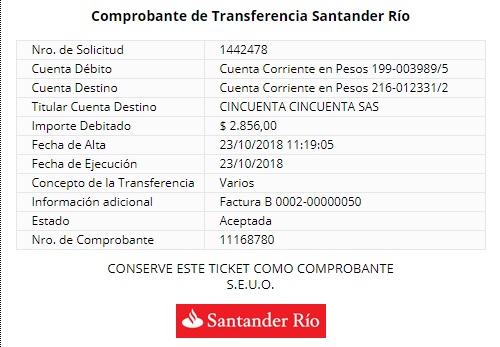 Comprobante de Transferencia Santander Río
Nro. de Solicitud 1442478
Cuenta Débito Cuenta Corriente en Pesos 199-003989/5
Cuenta Destino Cuenta Corriente en Pesos 216-012331/2
Titular Cuenta Destino CINCUENTA CINCUENTA SAS
Importe Debitado $ 2.856,00
Fecha de Alta 23/10/2018 11:19:05
Fecha de Ejecución 23/10/2018
Concepto de la Transferencia Varios
Información adicional Factura B 0002-00000050
Estado Aceptada
Nro. de Comprobante 11168780
CONSERVE ESTE TICKET COMO COMPROBANTE
S.E.U.O.
Santander Río